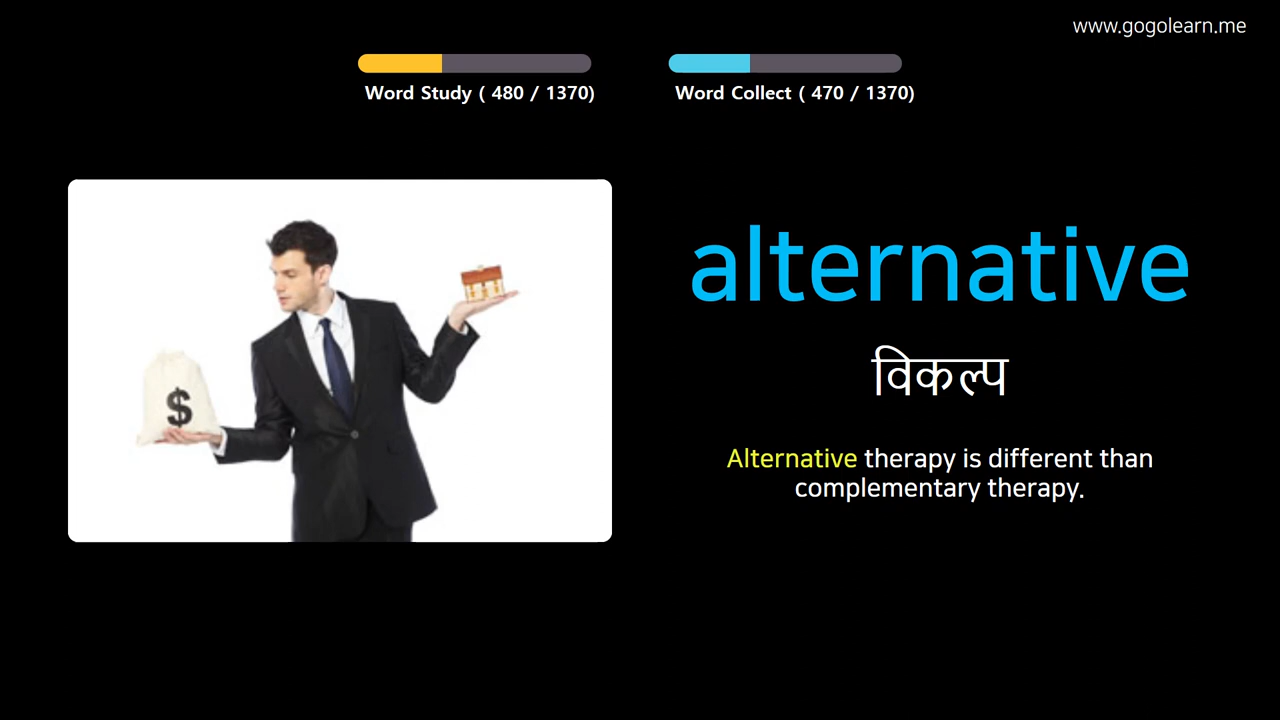 www.gogolearn.me
Word Study ( 480 / 1370)
Word Collect ( 470 / 1370)
$
alternative
विकल्प
Alternative therapy is different than
complementary therapy.